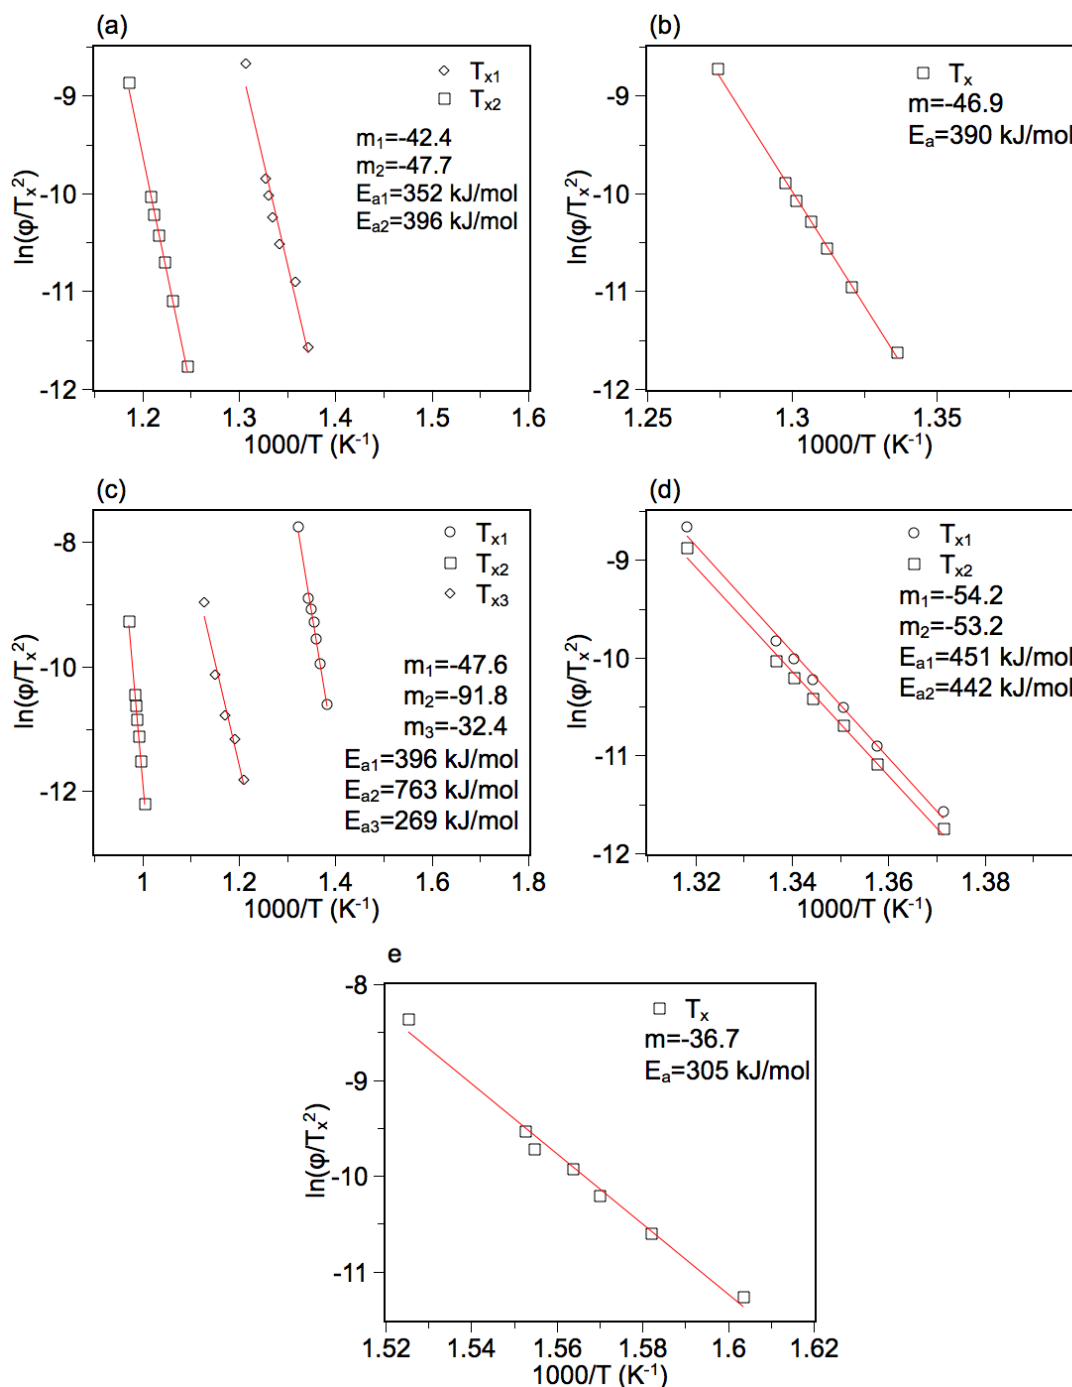 (a)
ln(φ/Tx²)
-9
-10
-11
-12
1.2 1.3 1.4 1.5 1.6
1000/T (K⁻¹)
Tx1
Tx2
m1=-42.4
m2=-47.7
Ea1=352 kJ/mol
Ea2=396 kJ/mol
(b)
ln(φ/Tx²)
-9
-10
-11
-12
1.25 1.3 1.35
1000/T (K⁻¹)
Tx
m=-46.9
Ea=390 kJ/mol
(c)
ln(φ/Tx²)
-8
-10
-12
1 1.2 1.4 1.6 1.8
1000/T (K⁻¹)
Tx1
Tx2
Tx3
m1=-47.6
m2=-91.8
m3=-32.4
Ea1=396 kJ/mol
Ea2=763 kJ/mol
Ea3=269 kJ/mol
(d)
ln(φ/Tx²)
-9
-10
-11
-12
1.32 1.34 1.36 1.38
1000/T (K⁻¹)
Tx1
Tx2
m1=-54.2
m2=-53.2
Ea1=451 kJ/mol
Ea2=442 kJ/mol
e
ln(φ/Tx²)
-8
-9
-10
-11
1.52 1.54 1.56 1.58 1.6 1.62
1000/T (K⁻¹)
Tx
m=-36.7
Ea=305 kJ/mol